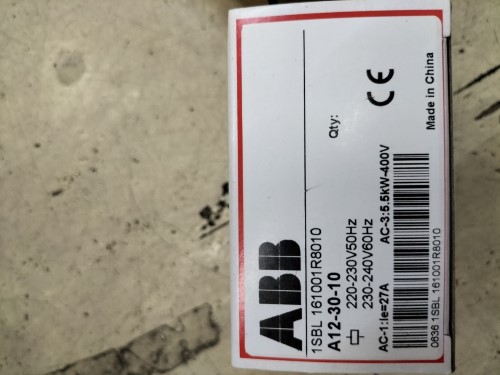 ABB
1SBL 161001R8010
A12-30-10
220-230V50Hz
230-240V60Hz
Qty:
CE
AC-1:Ie=27A AC-3:5.5kW-400V
0636 1SBL 161001R8010
Made in China